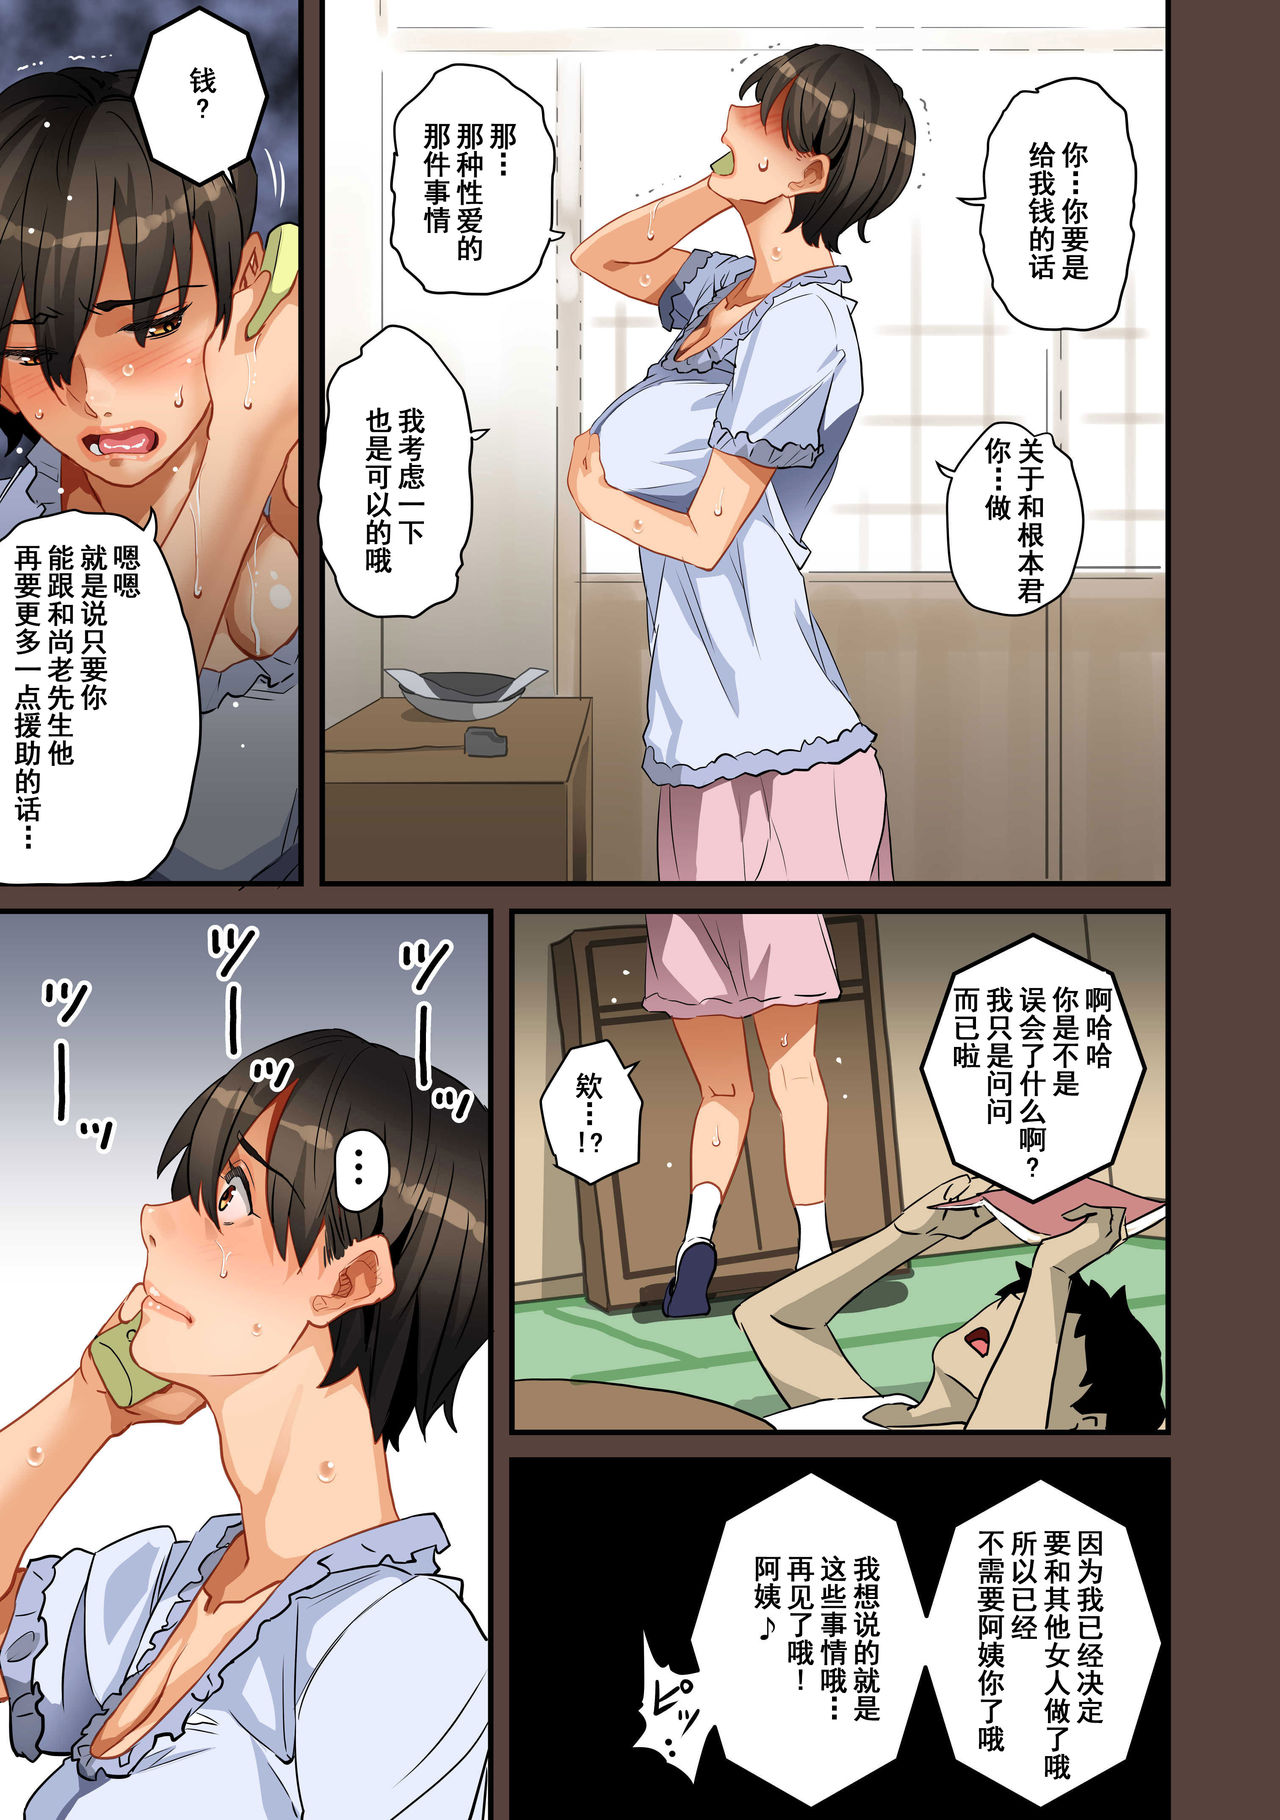 你…你要是
给我钱的话
关于和根本君
你…做
那…
那种性爱的
那件事情
我考虑一下
也是可以的哦
钱?
嗯嗯
就是说只要你
能跟和尚老先生他
再要更多一点援助的话…
啊哈哈
你是不是
误会了什么啊?
我只是问问
而已啦
欸…!?
因为我已经决定
要和其他女人做了哦
所以已经
不需要阿姨你了哦
我想说的就是
这些事情哦…
再见了哦!
阿姨♪
ピッ
…
ツー
ツー
ツー
ツー